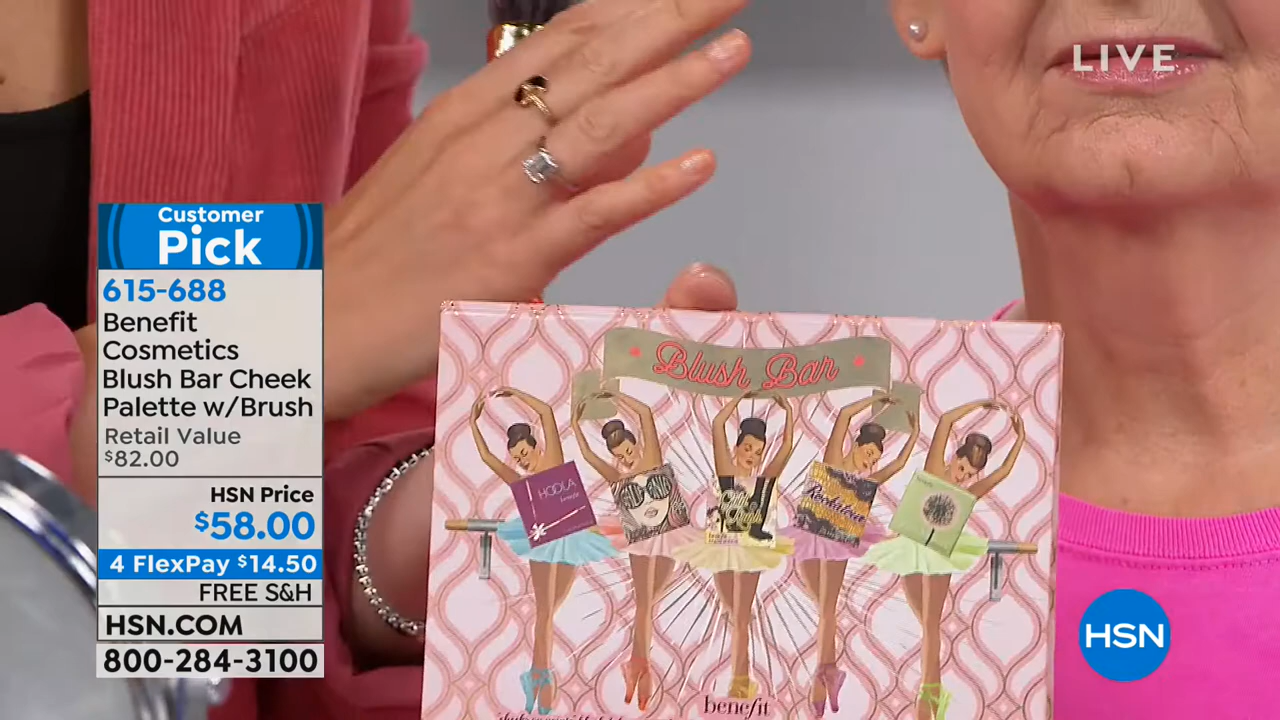 LIVE
Customer
Pick
615-688
Benefit
Cosmetics
Blush Bar Cheek
Palette w/Brush
Retail Value
$82.00
HSN Price
$58.00
4 FlexPay $14.50
FREE S&H
HSN.COM
800-284-3100
Blush Bar
HOOLA
benefit
HSN